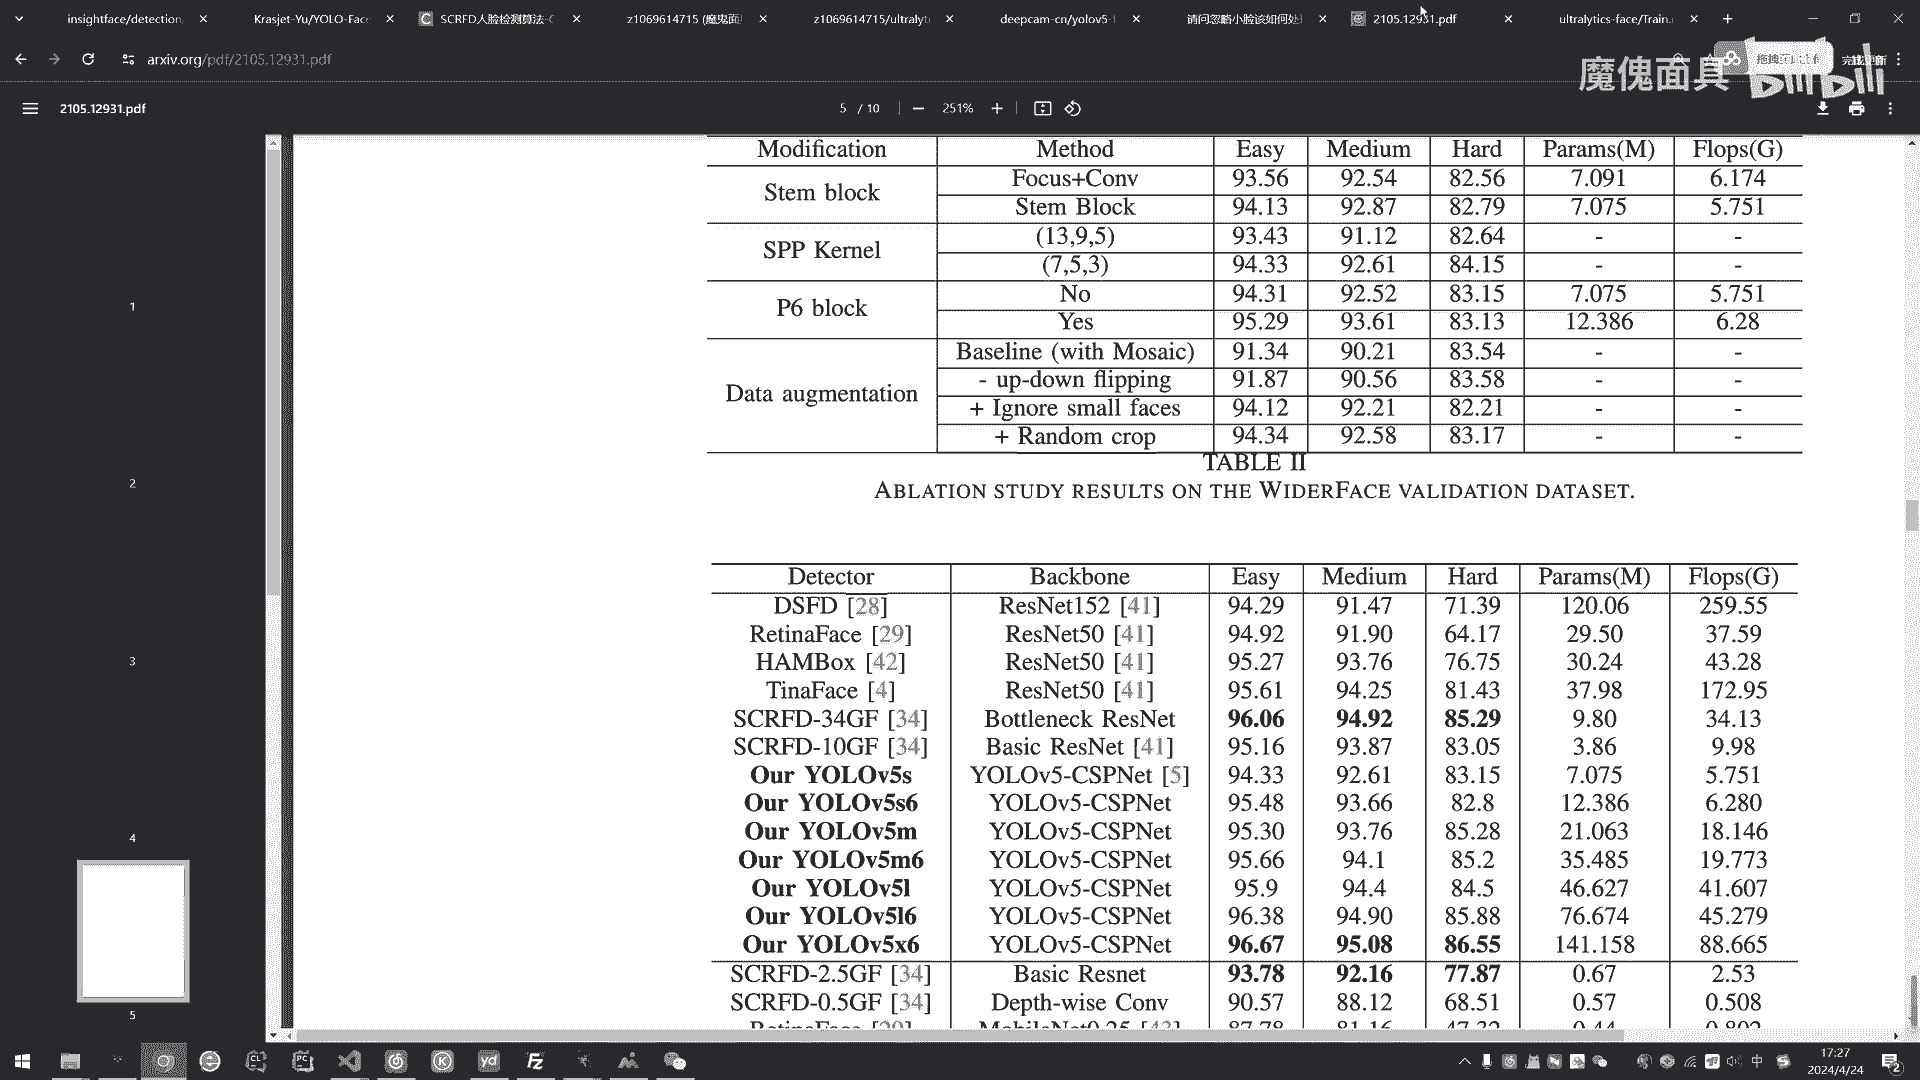 insightface/detection, Krasjet-Yu/YOLO-Face SCRFD人脸检测算法- z1069614715 (魔傀面 z1069614715/ultralyt deepcam-cn/yolov5- 请问忽略小脸该如何处 2105.12931.pdf ultralytics-face/Train.
arxiv.org/pdf/2105.12931.pdf
魔傀面具 bilibili
2105.12931.pdf 5 / 10 251%
Modification Method Easy Medium Hard Params(M) Flops(G)
Stem block Focus+Conv 93.56 92.54 82.56 7.091 6.174
Stem Block 94.13 92.87 82.79 7.075 5.751
SPP Kernel (13,9,5) 93.43 91.12 82.64 - -
(7,5,3) 94.33 92.61 84.15 - -
P6 block No 94.31 92.52 83.15 7.075 5.751
Yes 95.29 93.61 83.13 12.386 6.28
Data augmentation Baseline (with Mosaic) 91.34 90.21 83.54 - -
- up-down flipping 91.87 90.56 83.58 - -
+ Ignore small faces 94.12 92.21 82.21 - -
+ Random crop 94.34 92.58 83.17 - -
TABLE II
ABLATION STUDY RESULTS ON THE WIDERFACE VALIDATION DATASET.
Detector Backbone Easy Medium Hard Params(M) Flops(G)
DSFD [28] ResNet152 [41] 94.29 91.47 71.39 120.06 259.55
RetinaFace [29] ResNet50 [41] 94.92 91.90 64.17 29.50 37.59
HAMBox [42] ResNet50 [41] 95.27 93.76 76.75 30.24 43.28
TinaFace [4] ResNet50 [41] 95.61 94.25 81.43 37.98 172.95
SCRFD-34GF [34] Bottleneck ResNet 96.06 94.92 85.29 9.80 34.13
SCRFD-10GF [34] Basic ResNet [41] 95.16 93.87 83.05 3.86 9.98
Our YOLOv5s YOLOv5-CSPNet [5] 94.33 92.61 83.15 7.075 5.751
Our YOLOv5s6 YOLOv5-CSPNet 95.48 93.66 82.8 12.386 6.280
Our YOLOv5m YOLOv5-CSPNet 95.30 93.76 85.28 21.063 18.146
Our YOLOv5m6 YOLOv5-CSPNet 95.66 94.1 85.2 35.485 19.773
Our YOLOv5l YOLOv5-CSPNet 95.9 94.4 84.5 46.627 41.607
Our YOLOv5l6 YOLOv5-CSPNet 96.38 94.90 85.88 76.674 45.279
Our YOLOv5x6 YOLOv5-CSPNet 96.67 95.08 86.55 141.158 88.665
SCRFD-2.5GF [34] Basic Resnet 93.78 92.16 77.87 0.67 2.53
SCRFD-0.5GF [34] Depth-wise Conv 90.57 88.12 68.51 0.57 0.508
1
2
3
4
5
中 17:27
2024/4/24